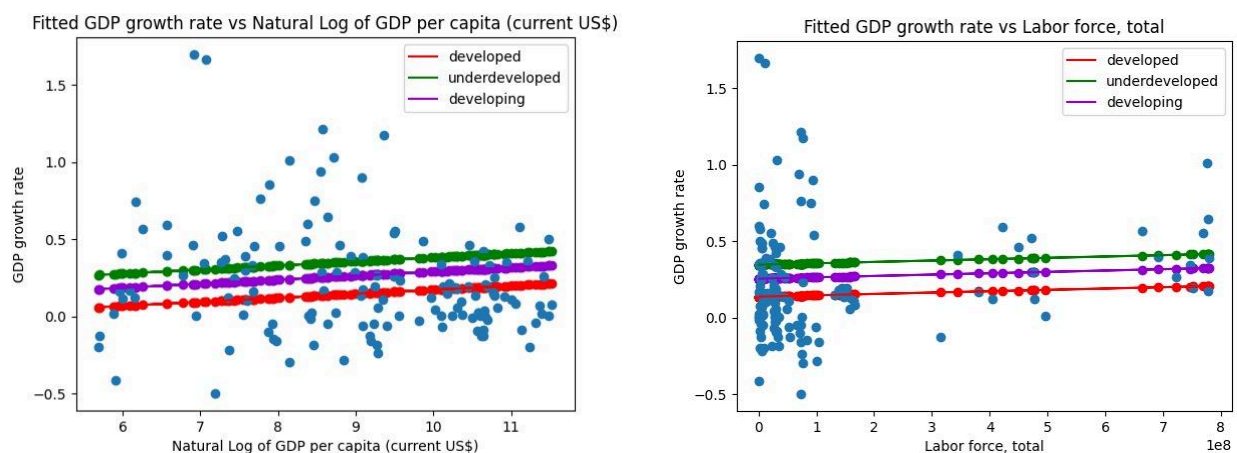 Fitted GDP growth rate vs Natural Log of GDP per capita (current US$)
developed
underdeveloped
developing
1.5
1.0
0.5
0.0
−0.5
GDP growth rate
6 7 8 9 10 11
Natural Log of GDP per capita (current US$)
Fitted GDP growth rate vs Labor force, total
developed
underdeveloped
developing
1.5
1.0
0.5
0.0
−0.5
GDP growth rate
0 1 2 3 4 5 6 7 8
1e8
Labor force, total